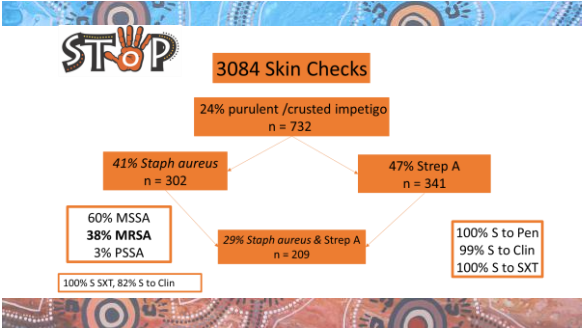 STOP
3084 Skin Checks
24% purulent /crusted impetigo
n = 732
41% Staph aureus
n = 302
47% Strep A
n = 341
60% MSSA
38% MRSA
3% PSSA
29% Staph aureus & Strep A
n = 209
100% S to Pen
99% S to Clin
100% S to SXT
100% S SXT, 82% S to Clin